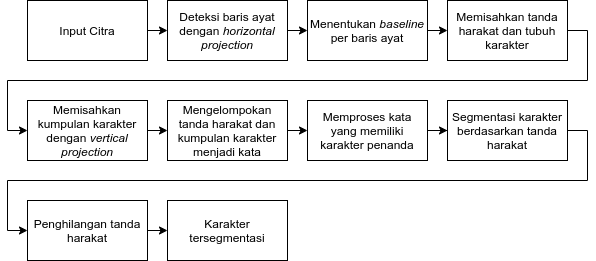 Input Citra
Deteksi baris ayat
dengan horizontal
projection
Menentukan baseline
per baris ayat
Memisahkan tanda
harakat dan tubuh
karakter
Memisahkan
kumpulan karakter
dengan vertical
projection
Mengelompokan
tanda harakat dan
kumpulan karakter
menjadi kata
Memproses kata
yang memiliki
karakter penanda
Segmentasi karakter
berdasarkan tanda
harakat
Penghilangan tanda
harakat
Karakter
tersegmentasi